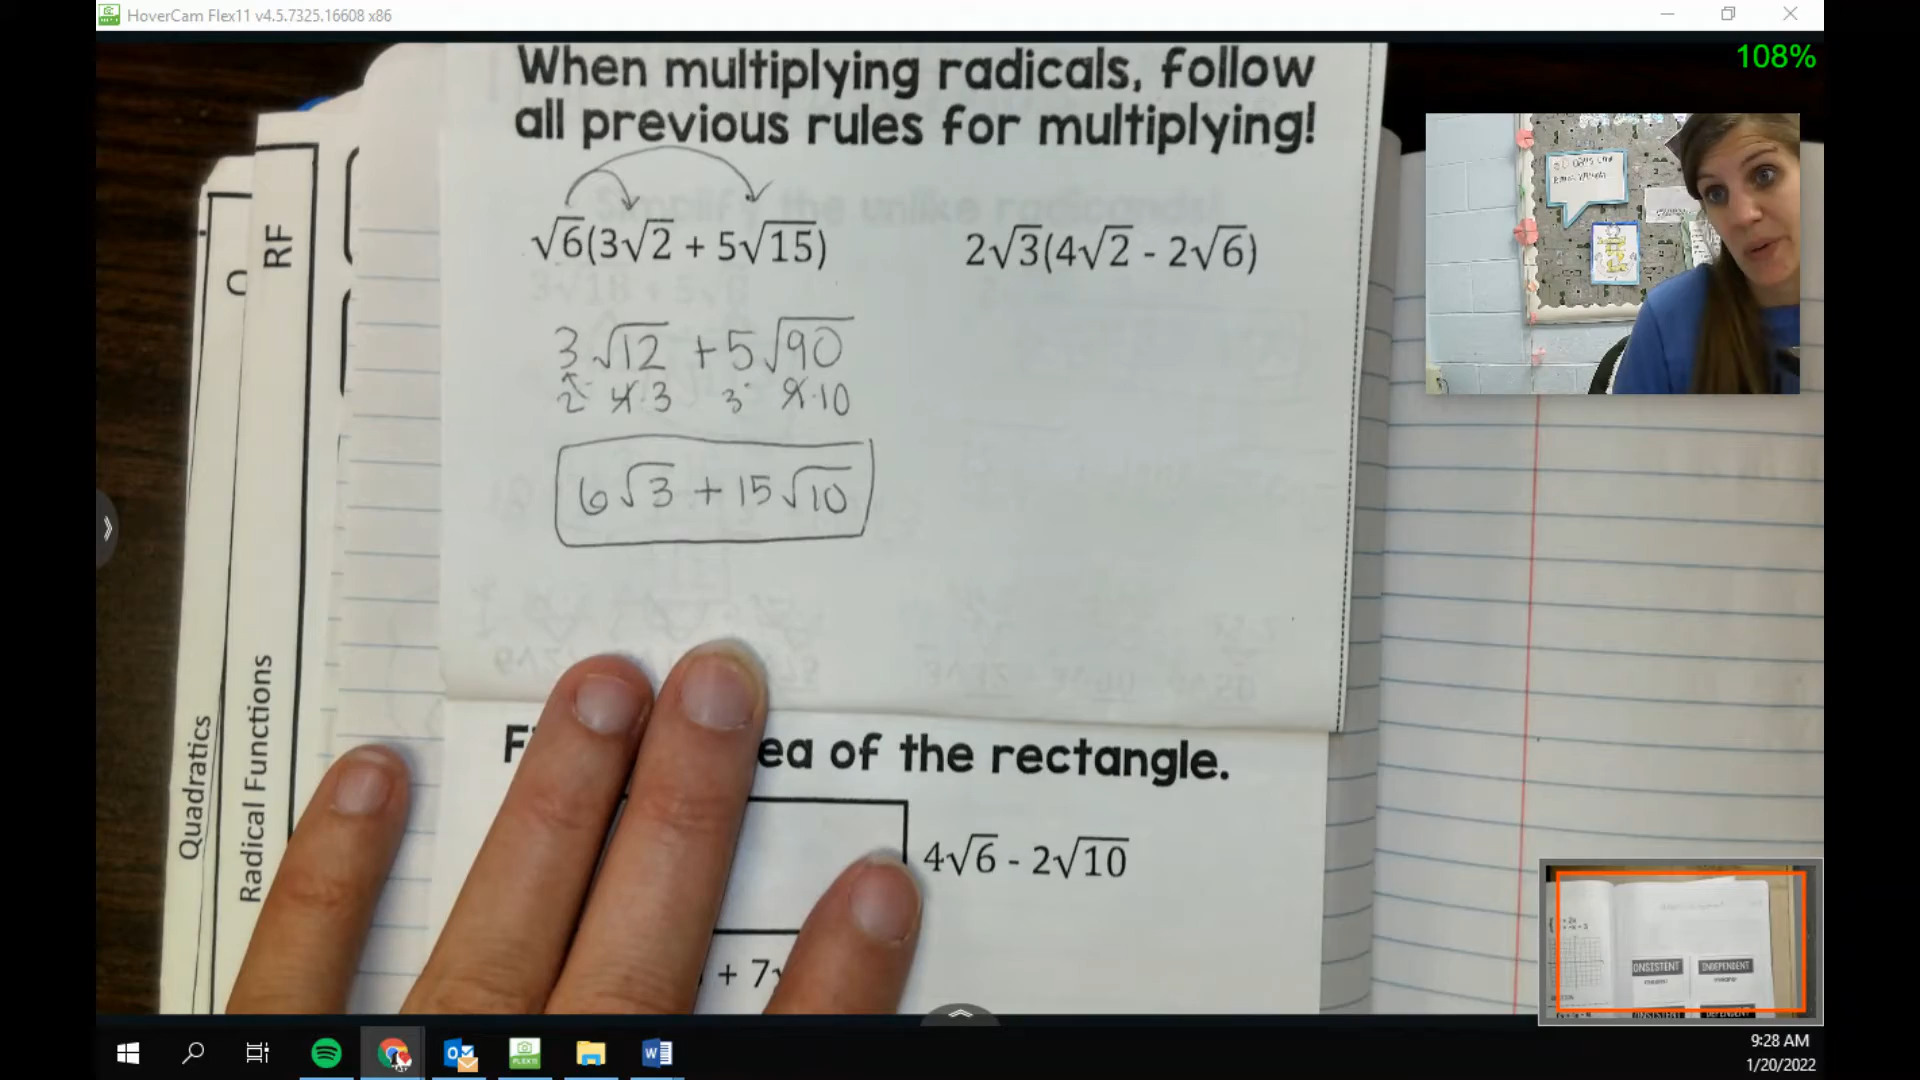 HoverCam Flex11 v4.5.7325.16608 x86
108%
When multiplying radicals, follow
all previous rules for multiplying!
√6(3√2 + 5√15)
2√3(4√2 - 2√6)
3√12 + 5√90
2 4·3 3 9·10
6√3 + 15√10
ea of the rectangle.
4√6 - 2√10
+ 7
RF
Quadratics
Radical Functions
ONSISTENT
INDEPENDENT
9:28 AM
1/20/2022